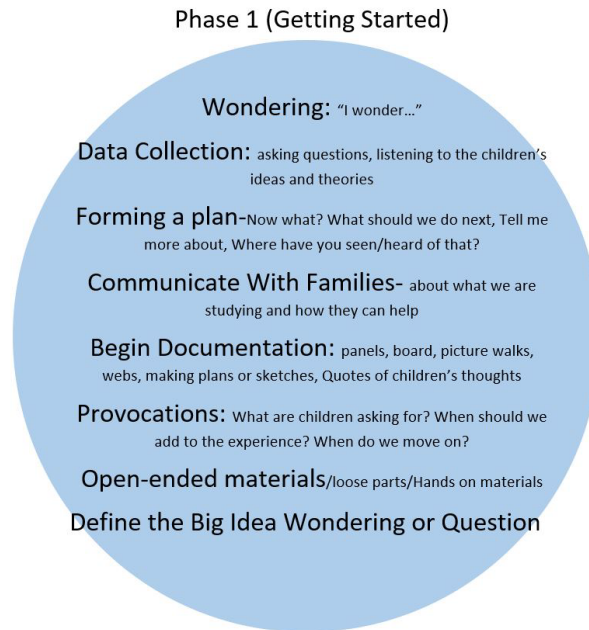 Phase 1 (Getting Started)
Wondering: “I wonder…”
Data Collection: asking questions, listening to the children’s
ideas and theories
Forming a plan-Now what? What should we do next, Tell me
more about, Where have you seen/heard of that?
Communicate With Families- about what we are
studying and how they can help
Begin Documentation: panels, board, picture walks,
webs, making plans or sketches, Quotes of children’s thoughts
Provocations: What are children asking for? When should we
add to the experience? When do we move on?
Open-ended materials/loose parts/Hands on materials
Define the Big Idea Wondering or Question